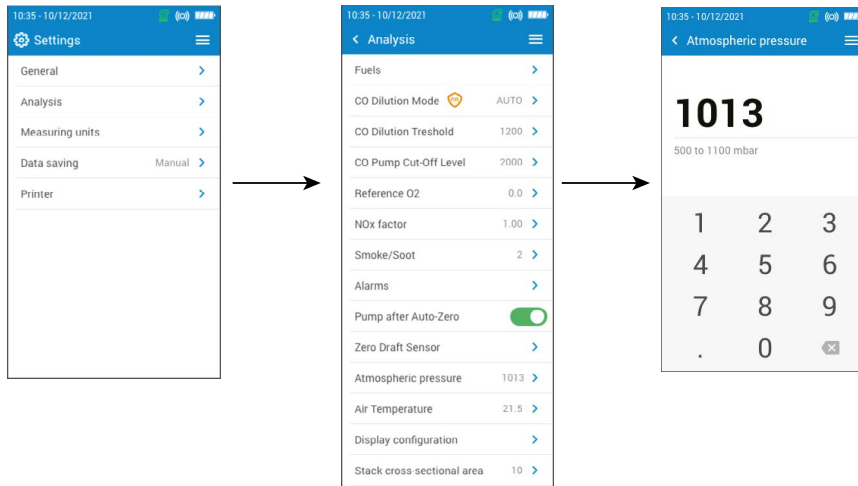 10:35 - 10/12/2021
Settings
General
Analysis
Measuring units
Data saving Manual
Printer
10:35 - 10/12/2021
Analysis
Fuels
CO Dilution Mode AUTO
CO Dilution Treshold 1200
CO Pump Cut-Off Level 2000
Reference O2 0.0
NOx factor 1.00
Smoke/Soot 2
Alarms
Pump after Auto-Zero
Zero Draft Sensor
Atmospheric pressure 1013
Air Temperature 21.5
Display configuration
Stack cross-sectional area 10
10:35 - 10/12/2021
Atmospheric pressure
1013
500 to 1100 mbar
1 2 3
4 5 6
7 8 9
. 0